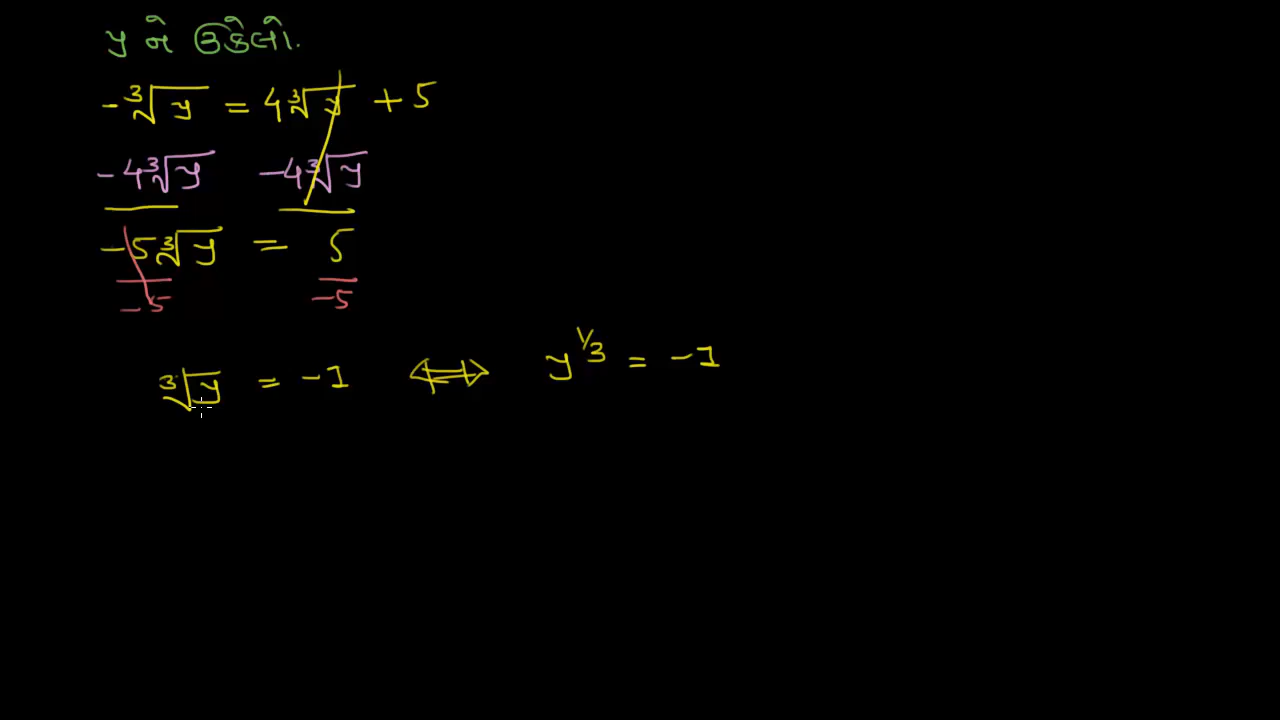 y ને ઉકેલો.
-∛y = 4∛y + 5
-4∛y -4∛y
-5∛y = 5
-5 -5
∛y = -1 ⟺ y^1/3 = -1